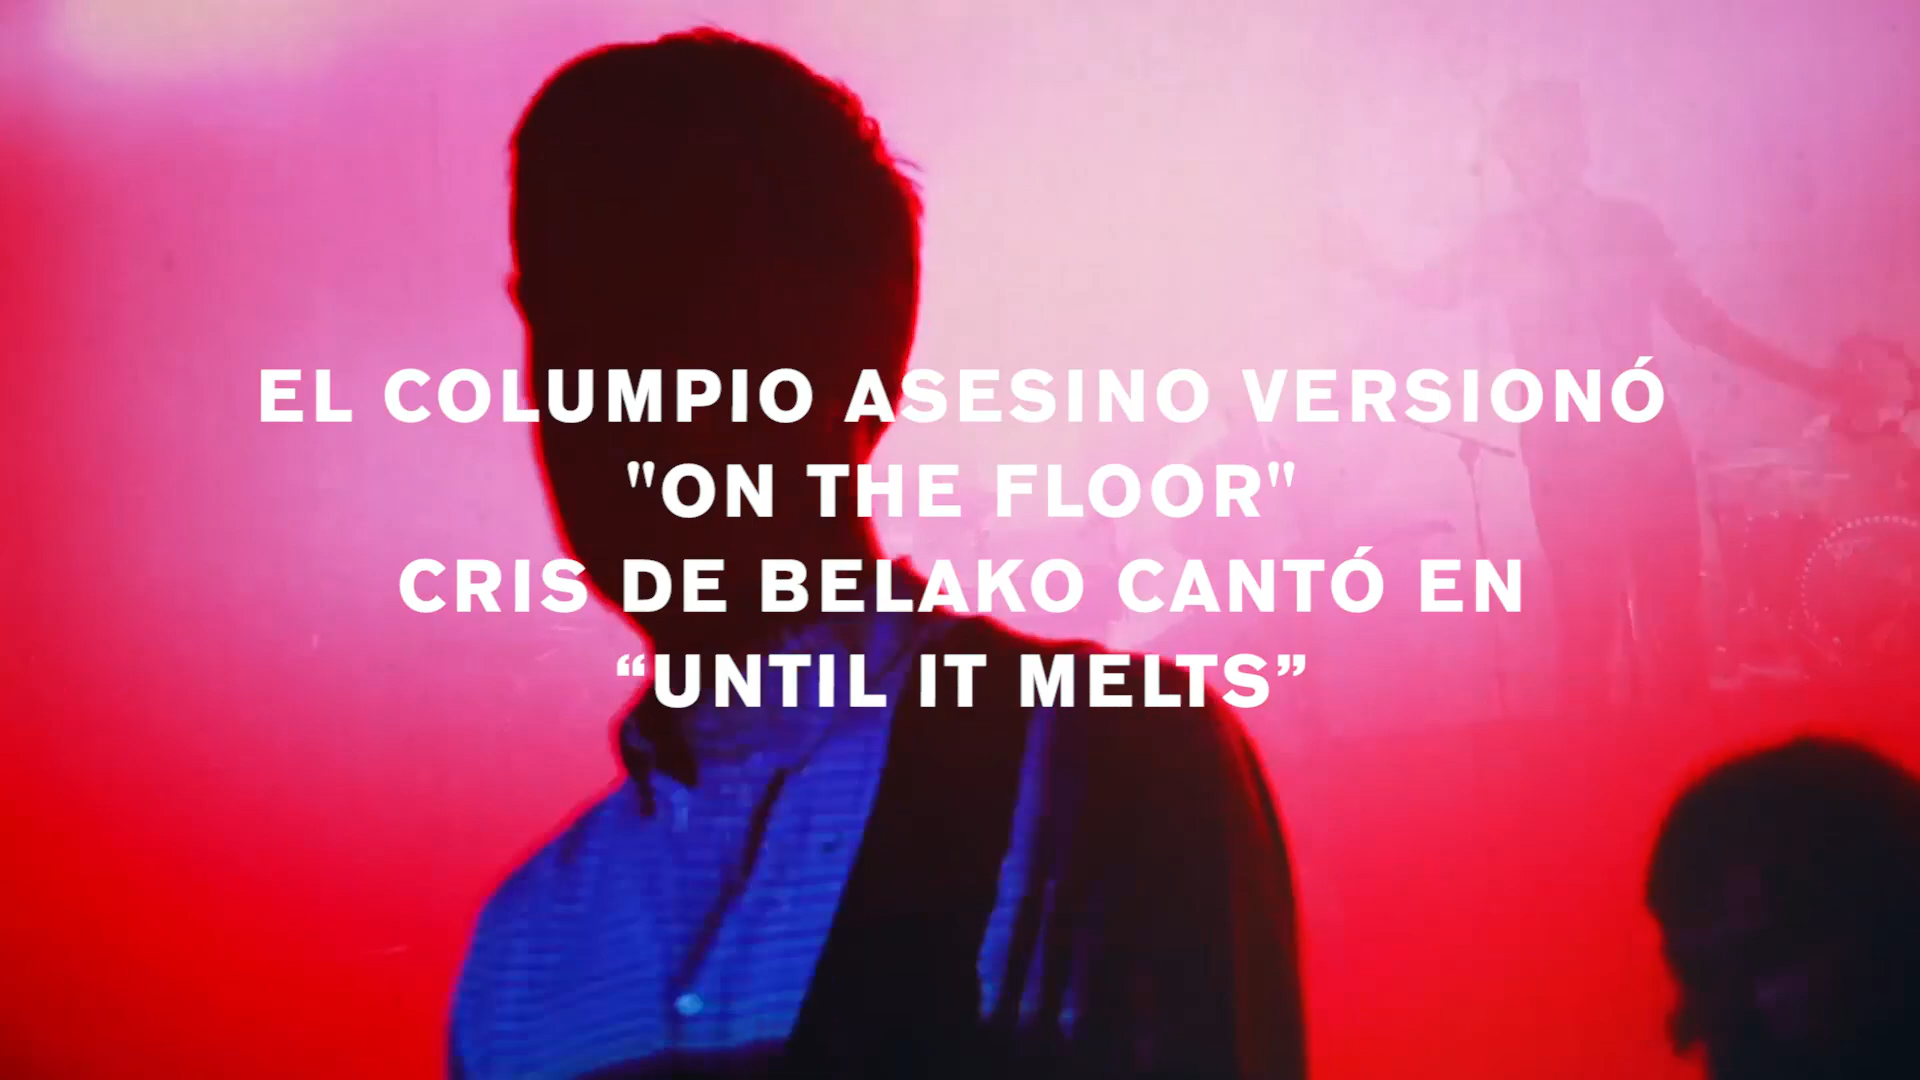 EL COLUMPIO ASESINO VERSIONÓ
"ON THE FLOOR"
CRIS DE BELAKO CANTÓ EN
“UNTIL IT MELTS”